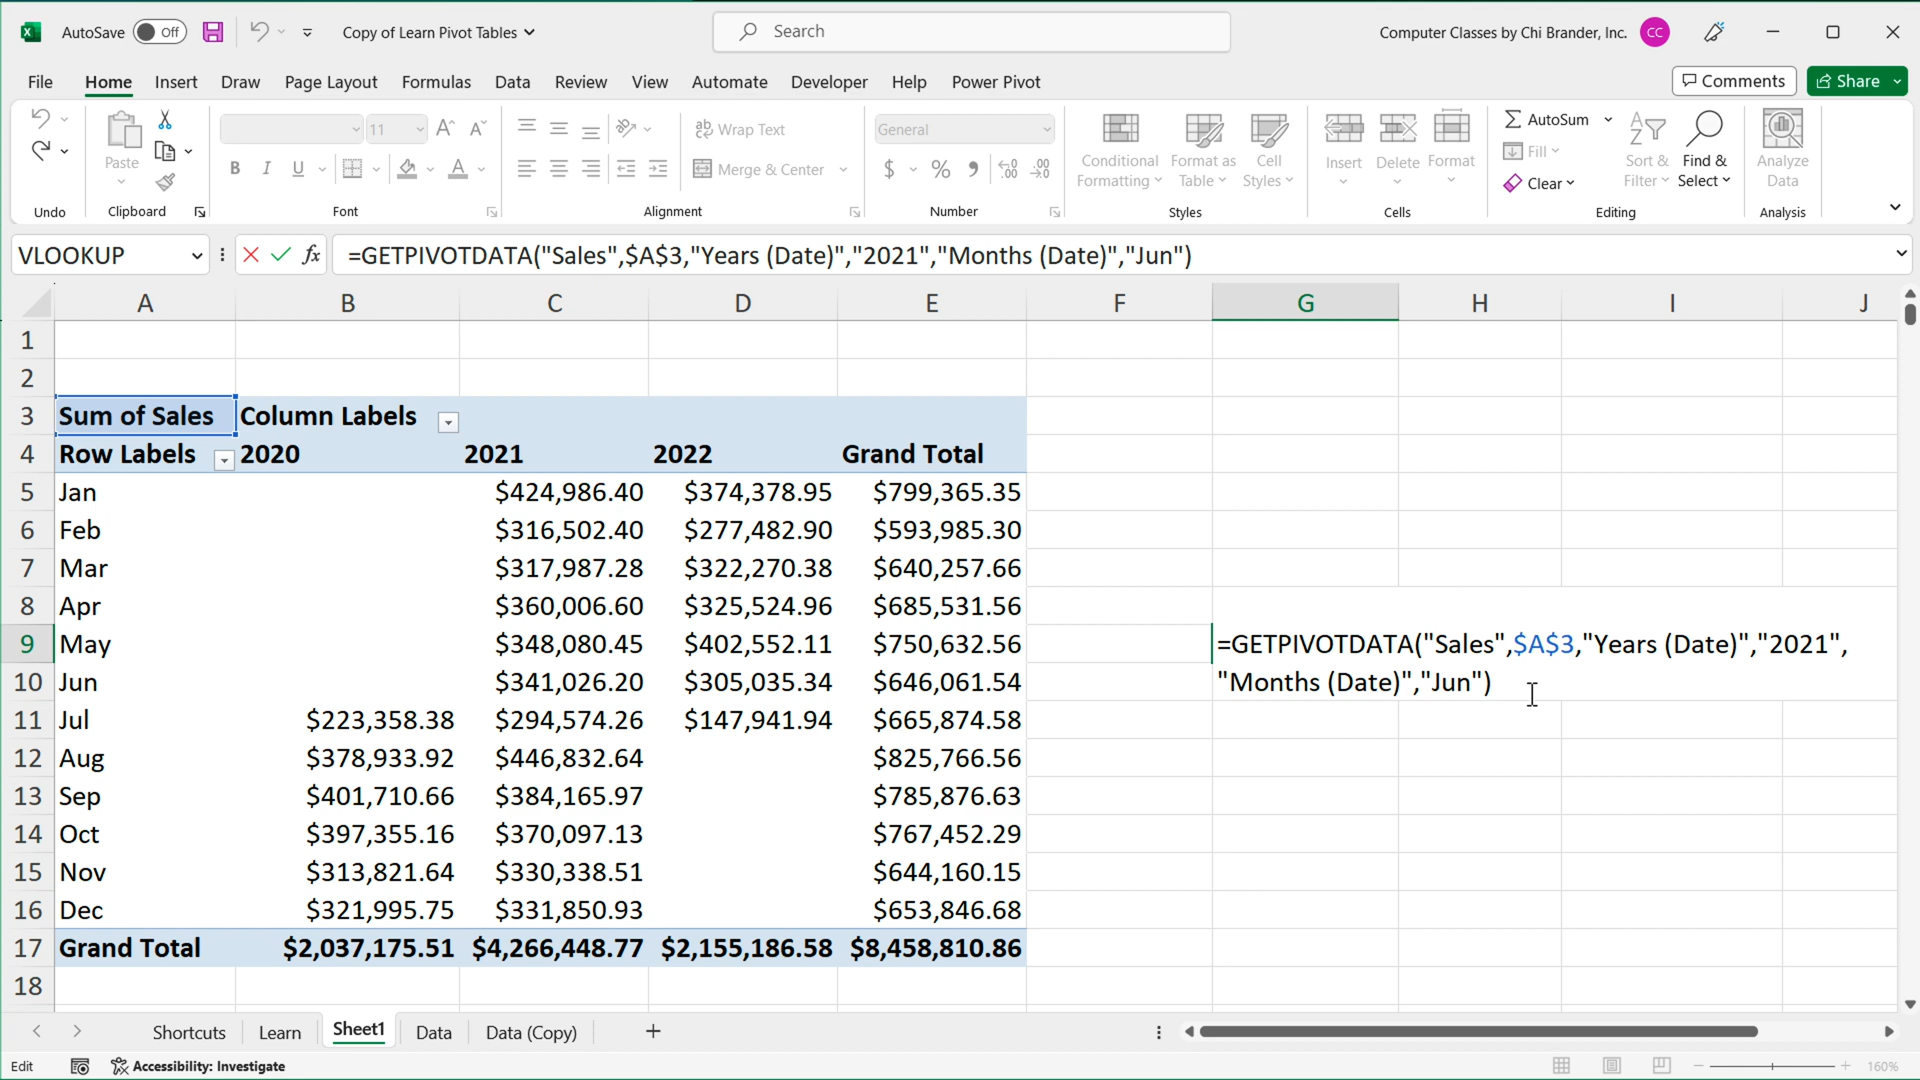 AutoSave Off Copy of Learn Pivot Tables Search Computer Classes by Chi Brander, Inc. CC
File Home Insert Draw Page Layout Formulas Data Review View Automate Developer Help Power Pivot Comments Share
Paste 11 A A ab Wrap Text General Conditional Formatting Format as Table Cell Styles Insert Delete Format AutoSum Fill Clear Sort & Filter Find & Select Analyze Data
B I U A Merge & Center $ % ,
Undo Clipboard Font Alignment Number Styles Cells Editing Analysis
VLOOKUP fx =GETPIVOTDATA("Sales",$A$3,"Years (Date)","2021","Months (Date)","Jun")
A B C D E F G H I J
1
2
3 Sum of Sales Column Labels
4 Row Labels 2020 2021 2022 Grand Total
5 Jan $424,986.40 $374,378.95 $799,365.35
6 Feb $316,502.40 $277,482.90 $593,985.30
7 Mar $317,987.28 $322,270.38 $640,257.66
8 Apr $360,006.60 $325,524.96 $685,531.56
9 May $348,080.45 $402,552.11 $750,632.56 =GETPIVOTDATA("Sales",$A$3,"Years (Date)","2021",
10 Jun $341,026.20 $305,035.34 $646,061.54 "Months (Date)","Jun")
11 Jul $223,358.38 $294,574.26 $147,941.94 $665,874.58
12 Aug $378,933.92 $446,832.64 $825,766.56
13 Sep $401,710.66 $384,165.97 $785,876.63
14 Oct $397,355.16 $370,097.13 $767,452.29
15 Nov $313,821.64 $330,338.51 $644,160.15
16 Dec $321,995.75 $331,850.93 $653,846.68
17 Grand Total $2,037,175.51 $4,266,448.77 $2,155,186.58 $8,458,810.86
18
Shortcuts Learn Sheet1 Data Data (Copy)
Edit Accessibility: Investigate 160%